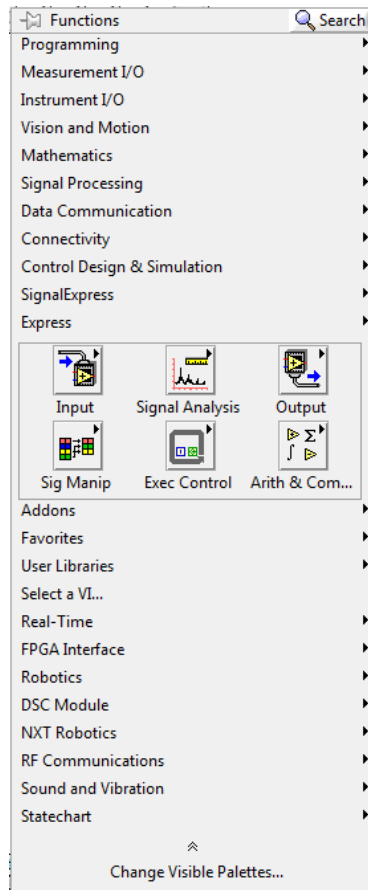 Functions Search
Programming
Measurement I/O
Instrument I/O
Vision and Motion
Mathematics
Signal Processing
Data Communication
Connectivity
Control Design & Simulation
SignalExpress
Express
Input Signal Analysis Output
Sig Manip Exec Control Arith & Com...
Addons
Favorites
User Libraries
Select a VI...
Real-Time
FPGA Interface
Robotics
DSC Module
NXT Robotics
RF Communications
Sound and Vibration
Statechart
Change Visible Palettes...